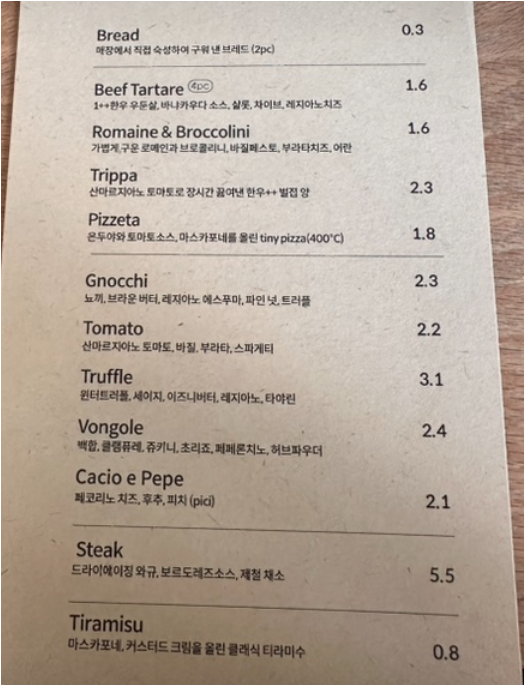 Bread 0.3
매장에서 직접 숙성하여 구워 낸 브레드 (2pc)
Beef Tartare 4pc 1.6
1++한우 우둔살, 바냐카우다 소스, 샬롯, 차이브, 레지아노치즈
Romaine & Broccolini 1.6
가볍게 구운 로메인과 브로콜리니, 바질페스토, 부라타치즈, 어란
Trippa 2.3
산마르지아노 토마토로 장시간 끓여낸 한우++ 벌집 양
Pizzeta 1.8
은두야와 토마토소스, 마스카포네를 올린 tiny pizza(400°C)
Gnocchi 2.3
뇨끼, 브라운 버터, 레지아노 에스푸마, 파인 넛, 트러플
Tomato 2.2
산마르지아노 토마토, 바질, 부라타, 스파게티
Truffle 3.1
윈터트러플, 세이지, 이즈니버터, 레지아노, 타야린
Vongole 2.4
백합, 클램퓨레, 쥬키니, 초리죠, 페페론치노, 허브파우더
Cacio e Pepe
페코리노 치즈, 후추, 피치 (pici) 2.1
Steak
드라이에이징 와규, 보르도레즈소스, 제철 채소 5.5
Tiramisu
마스카포네, 커스터드 크림을 올린 클래식 티라미수 0.8